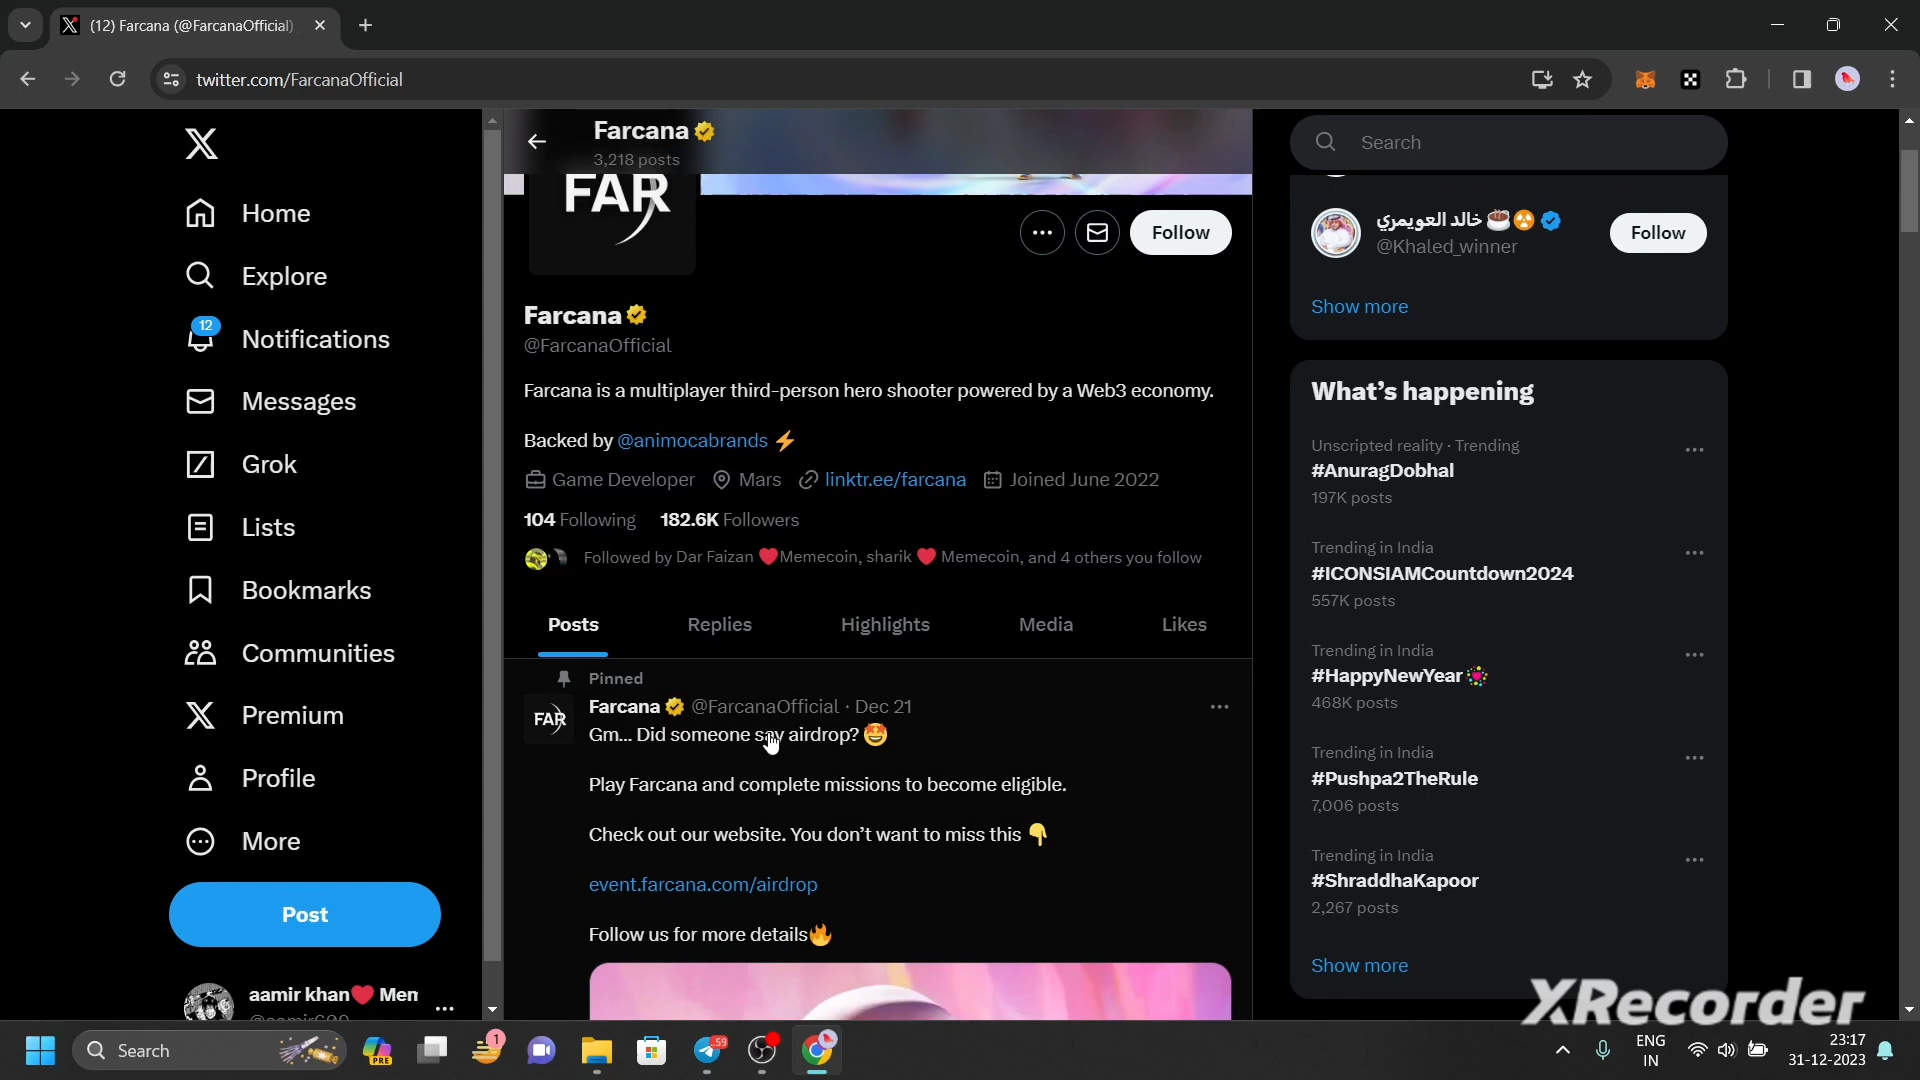 (12) Farcana (@FarcanaOfficial)
twitter.com/FarcanaOfficial
Home
Explore
12
Notifications
Messages
Grok
Lists
Bookmarks
Communities
Premium
Profile
More
Post
aamir khan❤️ Mem
Farcana
3,218 posts
FAR
Follow
Farcana
@FarcanaOfficial
Farcana is a multiplayer third-person hero shooter powered by a Web3 economy.
Backed by @animocabrands ⚡
Game Developer Mars linktr.ee/farcana Joined June 2022
104 Following 182.6K Followers
Followed by Dar Faizan ❤️Memecoin, sharik ❤️ Memecoin, and 4 others you follow
Posts Replies Highlights Media Likes
Pinned
FAR
Farcana @FarcanaOfficial · Dec 21
Gm... Did someone say airdrop? 🤩
Play Farcana and complete missions to become eligible.
Check out our website. You don't want to miss this 👇
event.farcana.com/airdrop
Follow us for more details🔥
Search
خالد العويمري ☕☢️
@Khaled_winner
Follow
Show more
What's happening
Unscripted reality · Trending
#AnuragDobhal
197K posts
Trending in India
#ICONSIAMCountdown2024
557K posts
Trending in India
#HappyNewYear
468K posts
Trending in India
#Pushpa2TheRule
7,006 posts
Trending in India
#ShraddhaKapoor
2,267 posts
Show more
XRecorder
Search
PRE
1
59
ENG
IN
23:17
31-12-2023